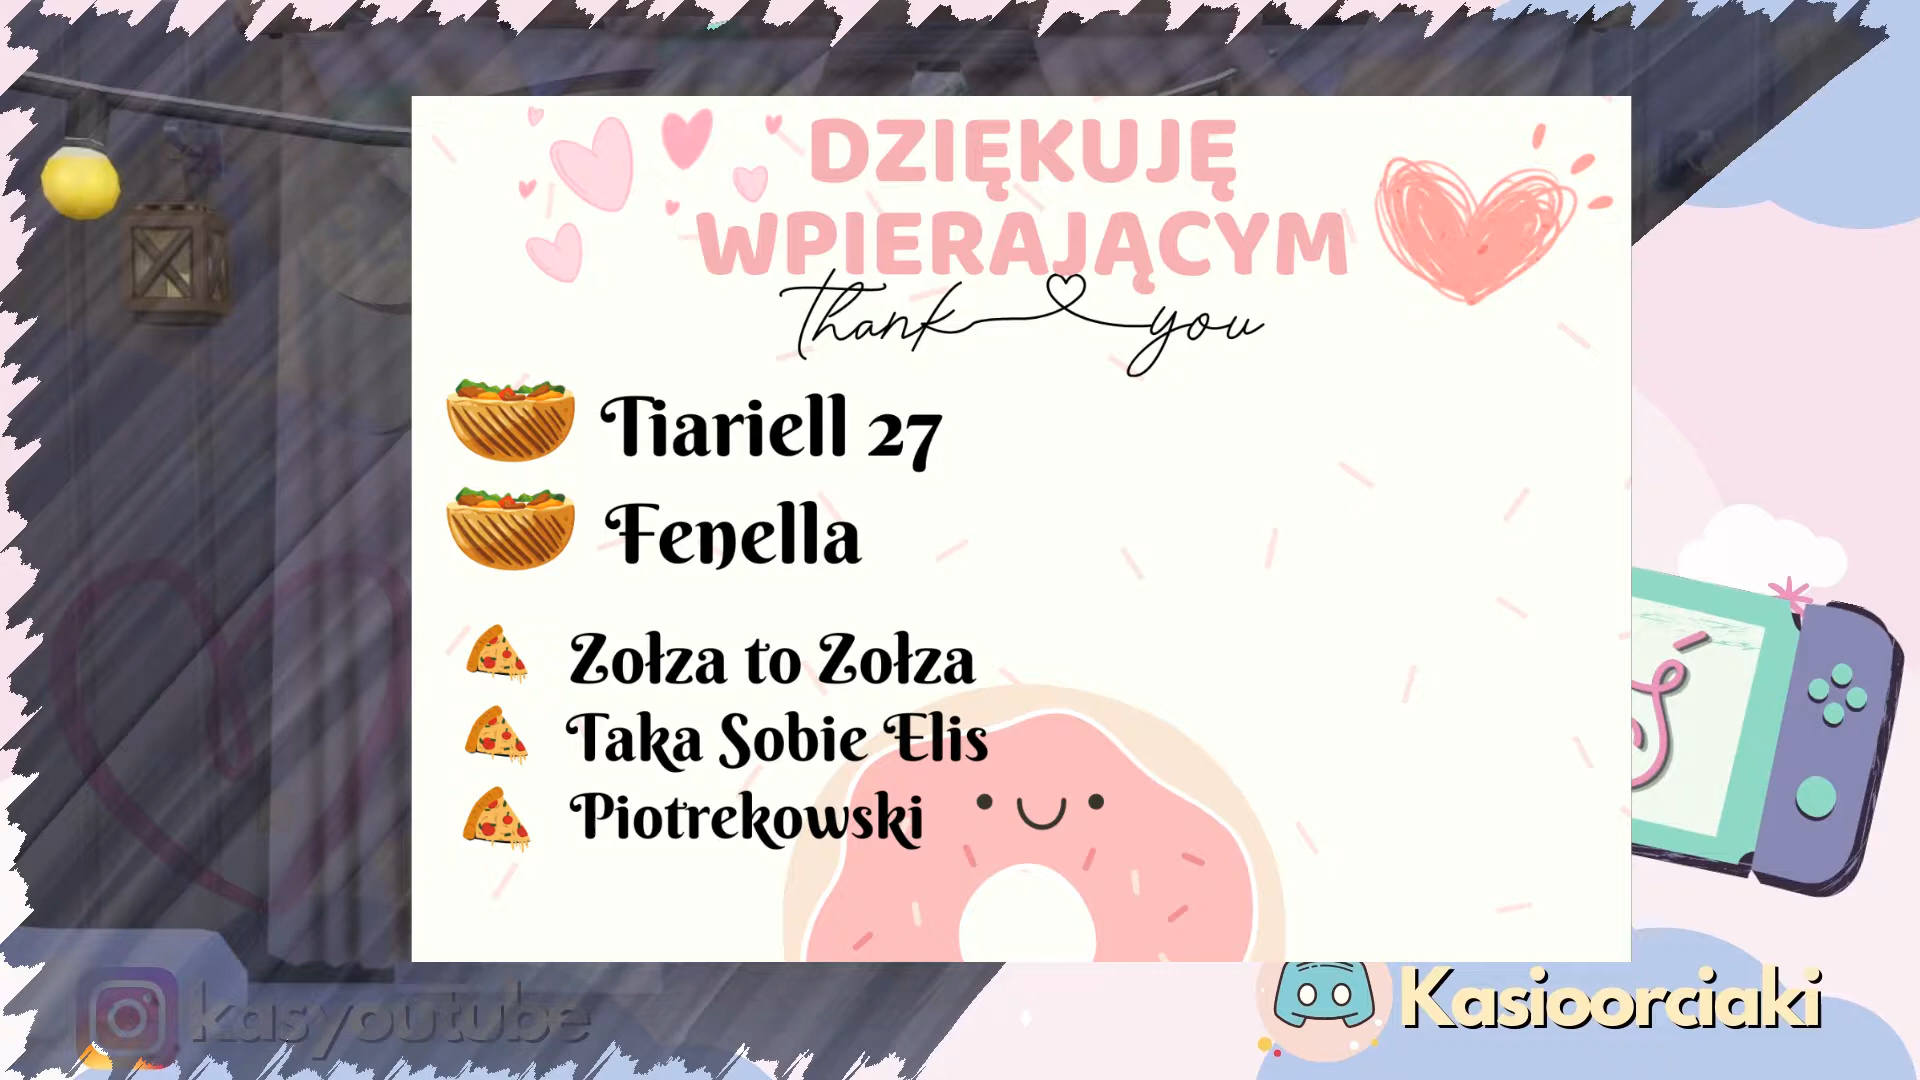 DZIĘKUJĘ
WPIERAJĄCYM
Thank you
Tiariell 27
Fenella
Zołza to Zołza
Taka Sobie Elis
Piotrekowski
kasyoutube
Kasioorciaki